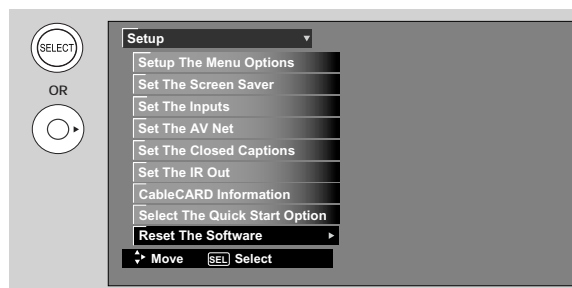 SELECT
OR
Setup
Setup The Menu Options
Set The Screen Saver
Set The Inputs
Set The AV Net
Set The Closed Captions
Set The IR Out
CableCARD Information
Select The Quick Start Option
Reset The Software
Move SEL Select